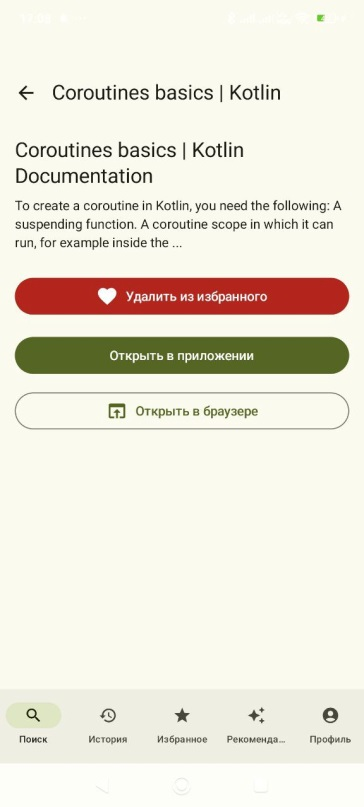 17:00
Coroutines basics | Kotlin
Coroutines basics | Kotlin
Documentation
To create a coroutine in Kotlin, you need the following: A
suspending function. A coroutine scope in which it can
run, for example inside the ...
Удалить из избранного
Открыть в приложении
Открыть в браузере
Поиск
История
Избранное
Рекоменда...
Профиль